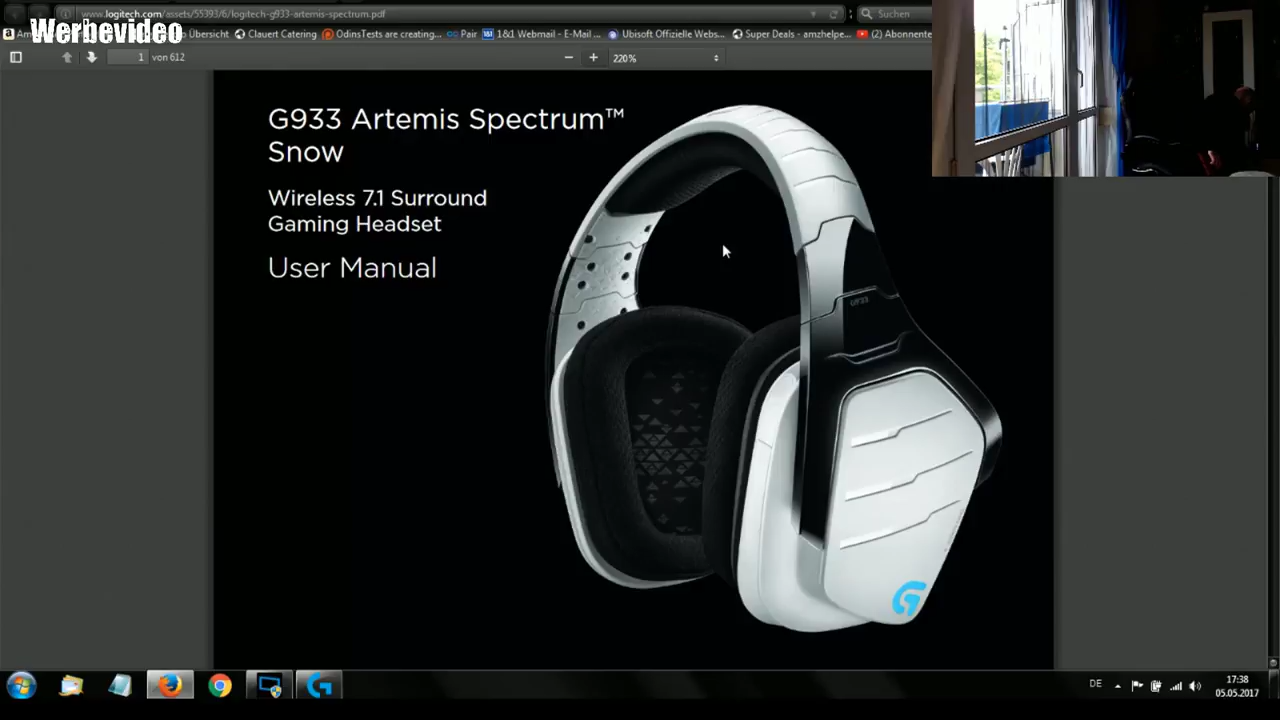 www.logitech.com/assets/55393/6/logitech-g933-artemis-spectrum.pdf
Suchen
Werbevideo
Übersicht
Clauert Catering
OdinsTests are creating...
Pair
1&1 Webmail - E-Mail ...
Ubisoft Offizielle Webs...
Super Deals - amzhelpe...
(2) Abonnente
1 von 612
220%
G933 Artemis Spectrum™
Snow
Wireless 7.1 Surround
Gaming Headset
User Manual
G933
DE
17:38
05.05.2017